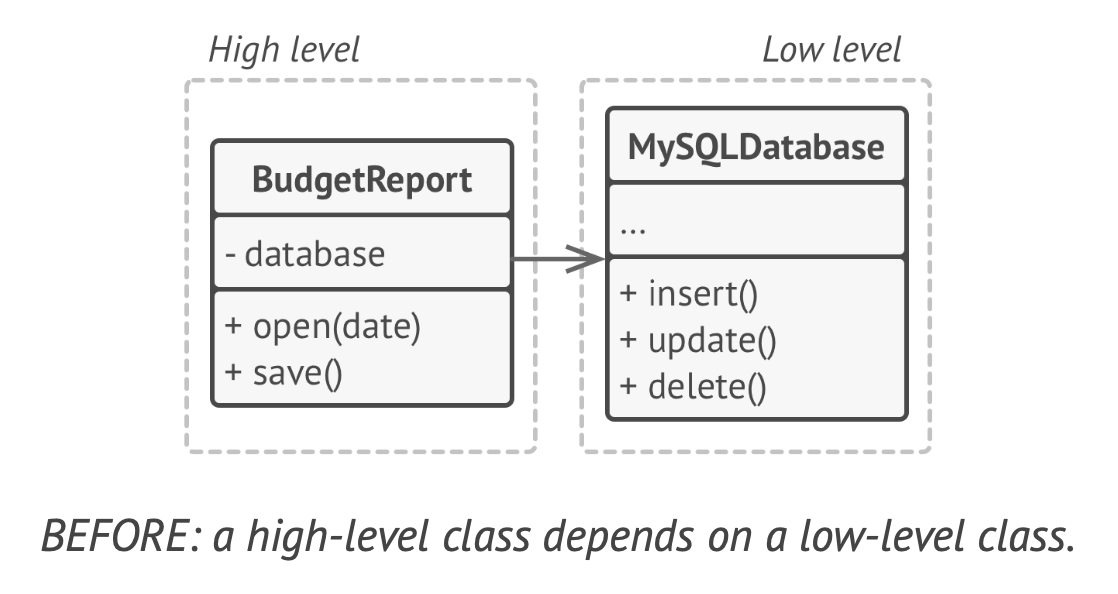 High level
Low level
BudgetReport
- database
+ open(date)
+ save()
MySQLDatabase
...
+ insert()
+ update()
+ delete()
BEFORE: a high-level class depends on a low-level class.